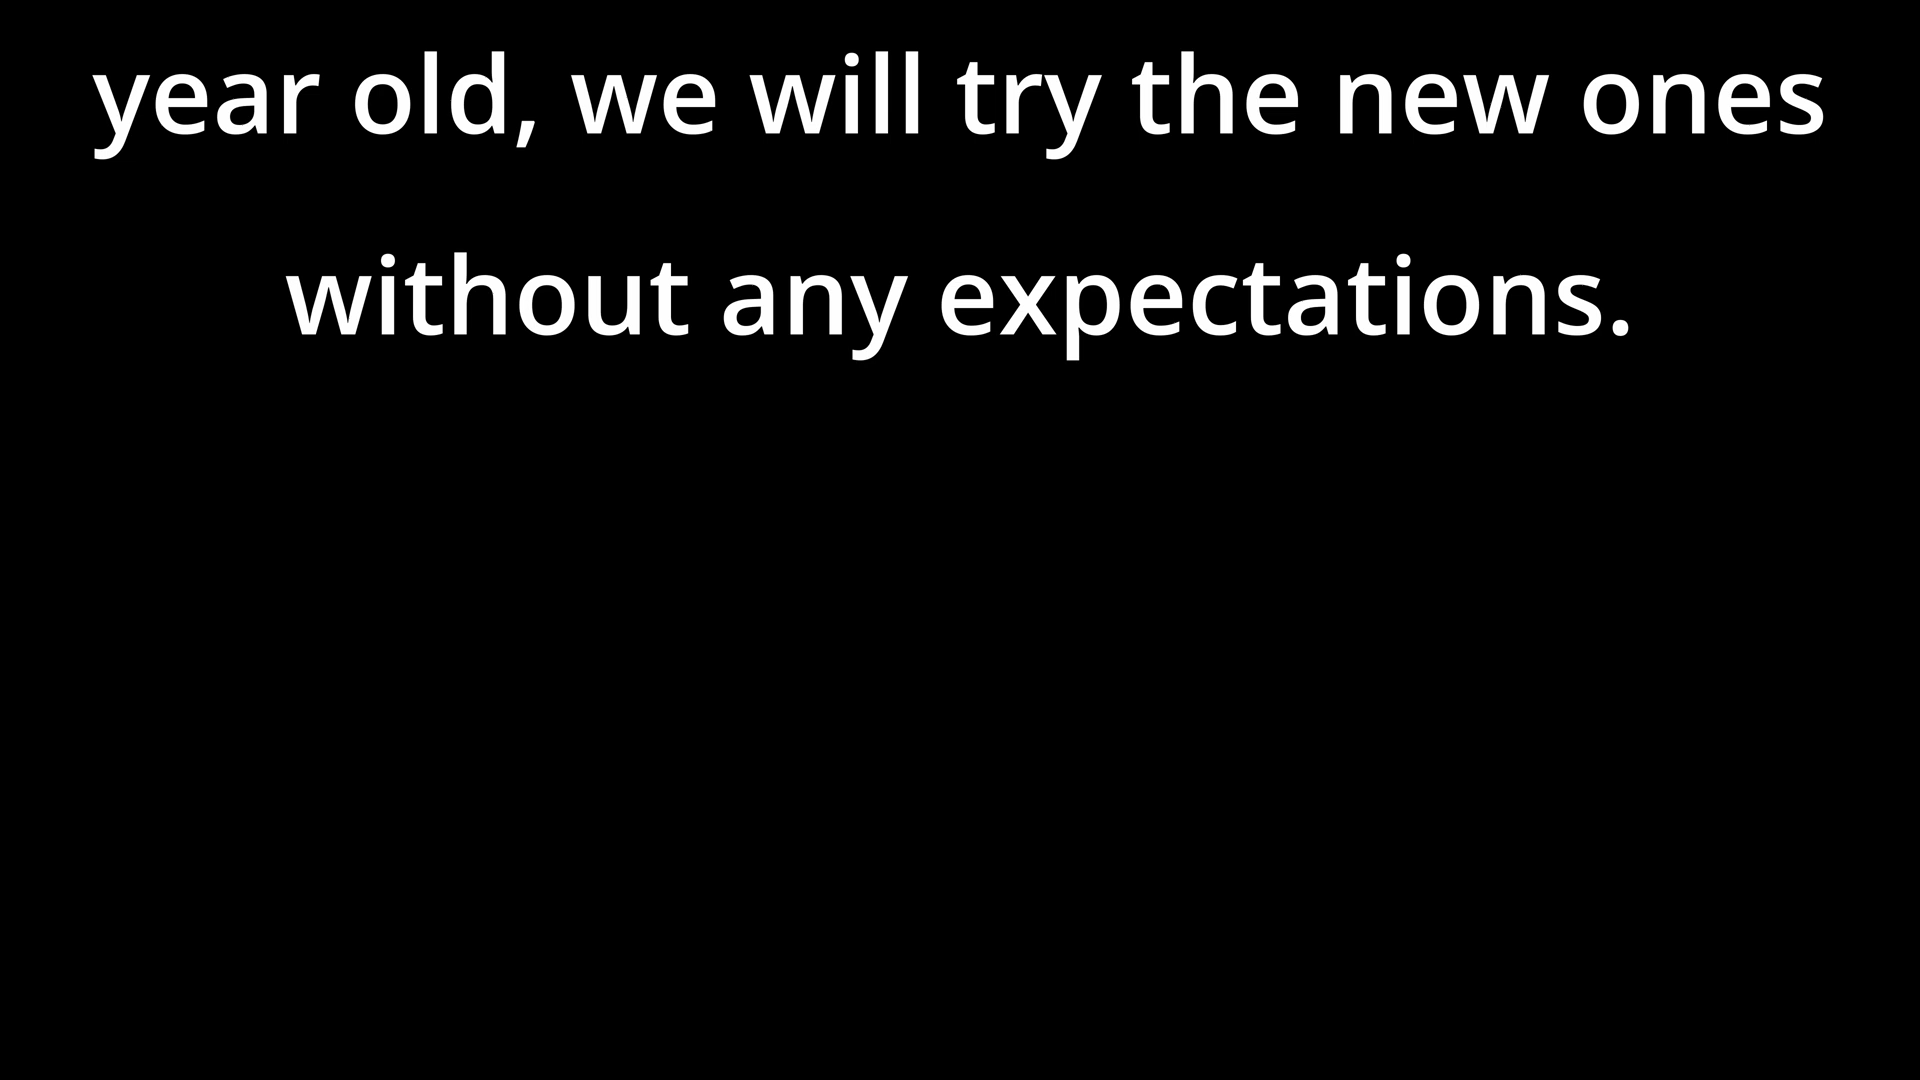 year old, we will try the new ones
without any expectations.